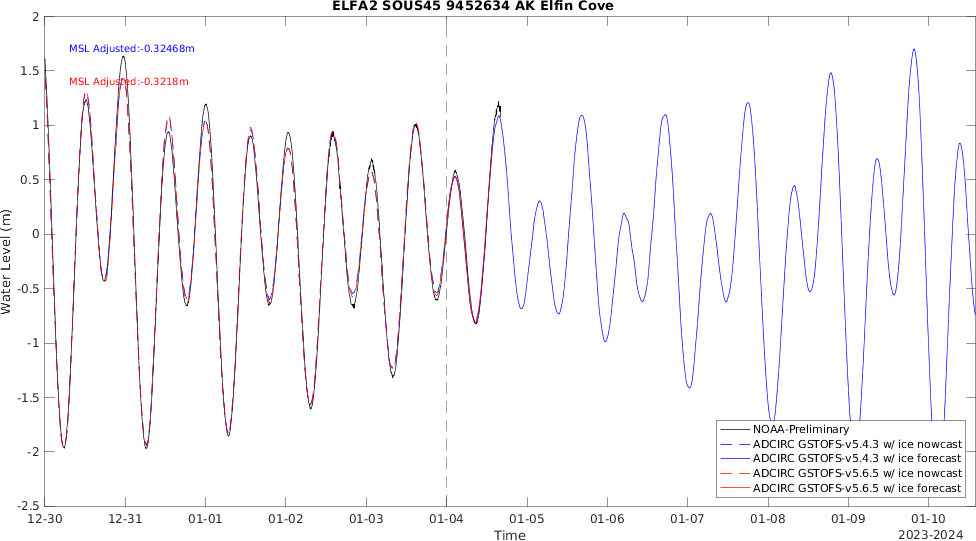 ELFA2 SOUS45 9452634 AK Elfin Cove
MSL Adjusted:-0.32468m
MSL Adjusted:-0.3218m
Water Level (m)
2
1.5
1
0.5
0
-0.5
-1
-1.5
-2
-2.5
NOAA-Preliminary
ADCIRC GSTOFS-v5.4.3 w/ ice nowcast
ADCIRC GSTOFS-v5.4.3 w/ ice forecast
ADCIRC GSTOFS-v5.6.5 w/ ice nowcast
ADCIRC GSTOFS-v5.6.5 w/ ice forecast
12-30 12-31 01-01 01-02 01-03 01-04 01-05 01-06 01-07 01-08 01-09 01-10
Time
2023-2024